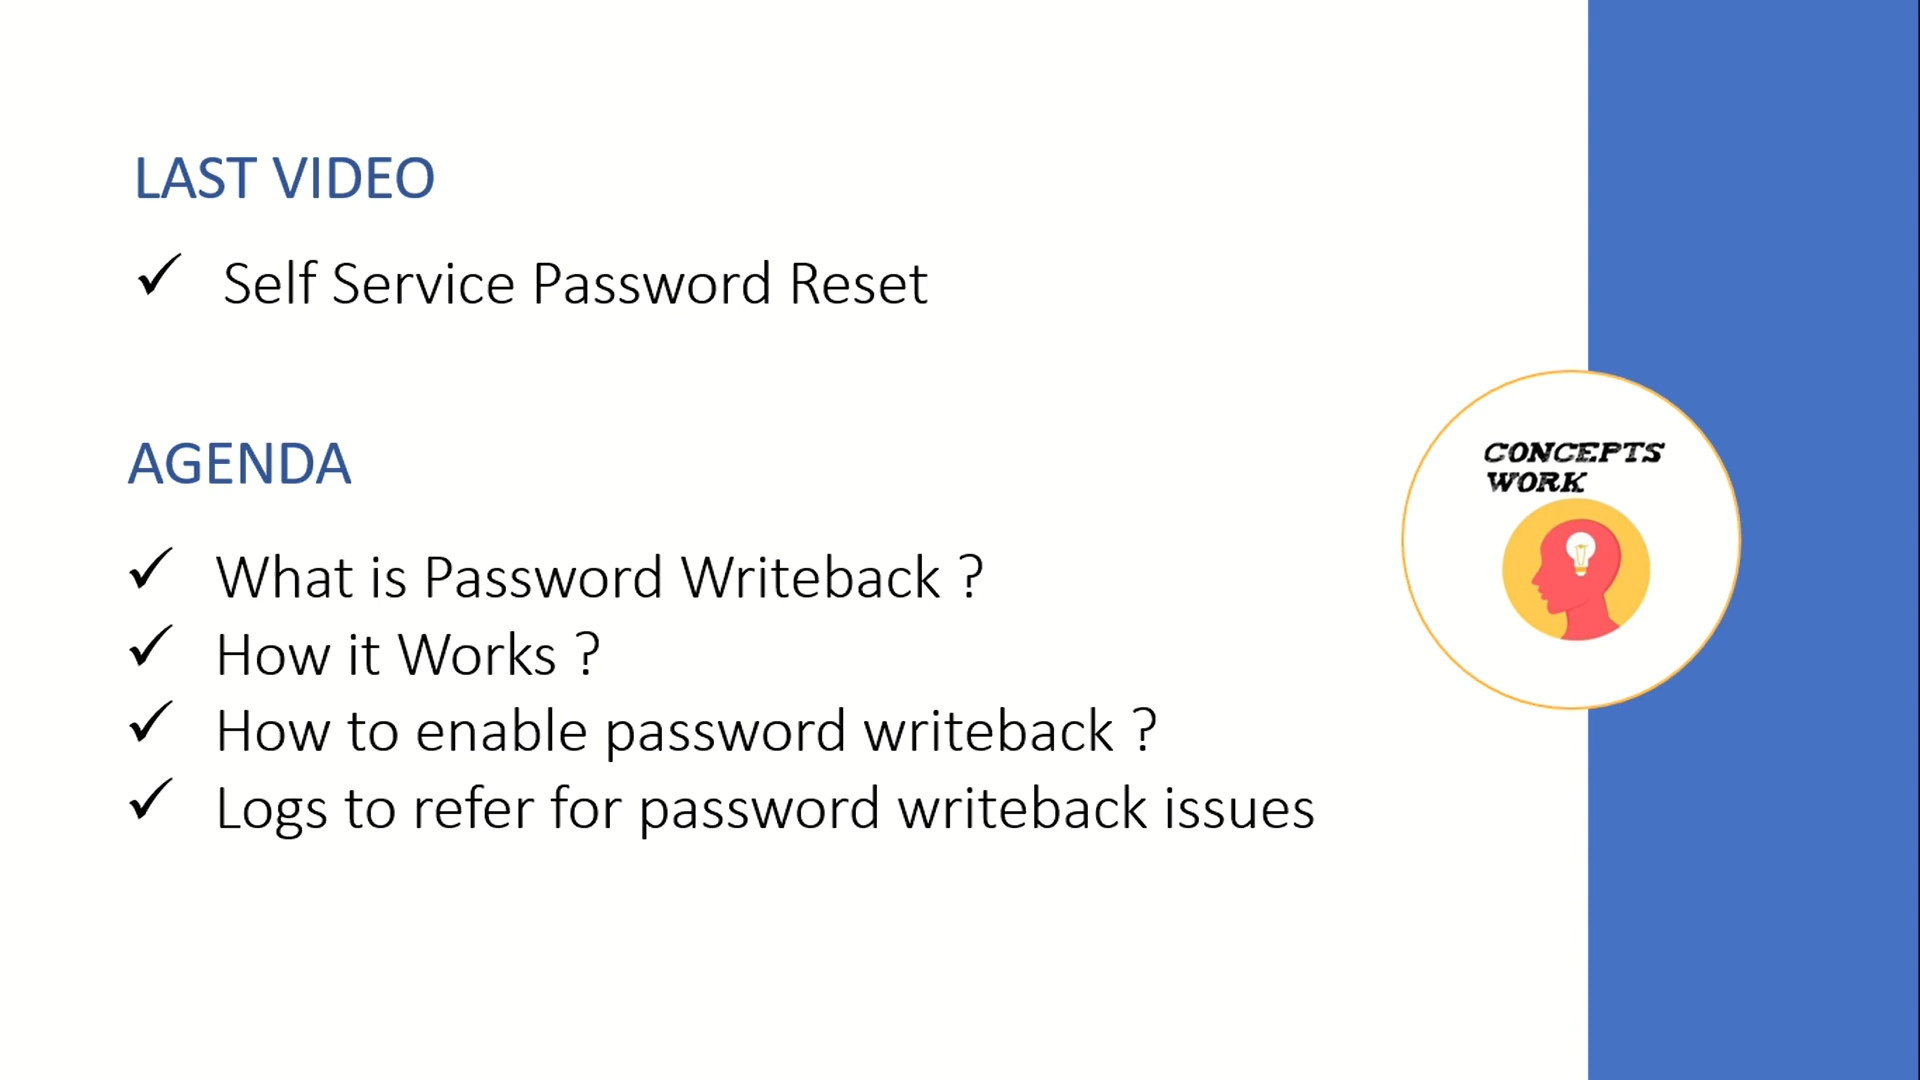 LAST VIDEO
✓ Self Service Password Reset
AGENDA
✓ What is Password Writeback ?
✓ How it Works ?
✓ How to enable password writeback ?
✓ Logs to refer for password writeback issues
CONCEPTS
WORK